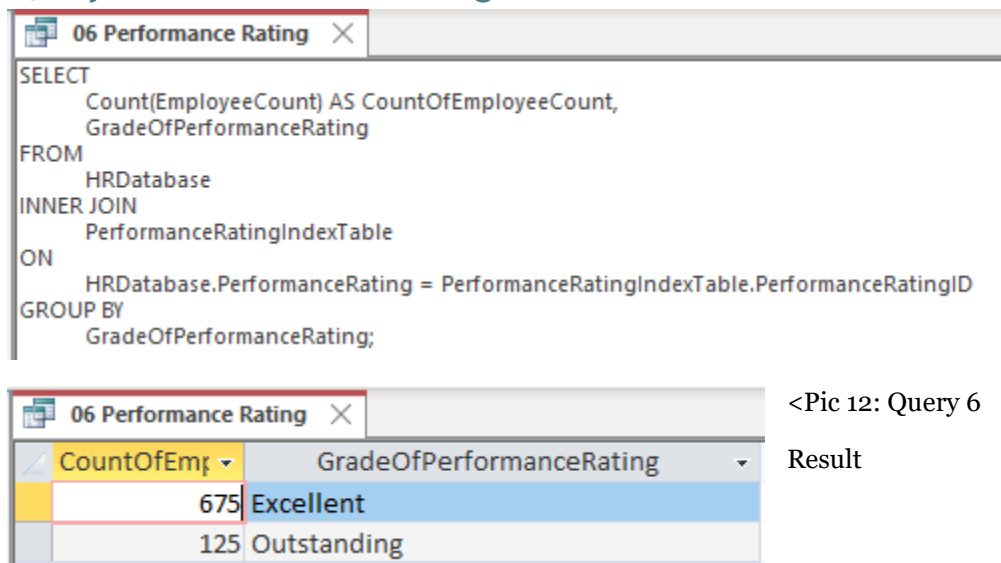 06 Performance Rating
SELECT
Count(EmployeeCount) AS CountOfEmployeeCount,
GradeOfPerformanceRating
FROM
HRDatabase
INNER JOIN
PerformanceRatingIndexTable
ON
HRDatabase.PerformanceRating = PerformanceRatingIndexTable.PerformanceRatingID
GROUP BY
GradeOfPerformanceRating;
06 Performance Rating
<Pic 12: Query 6
Result
CountOfEmp GradeOfPerformanceRating
675 Excellent
125 Outstanding